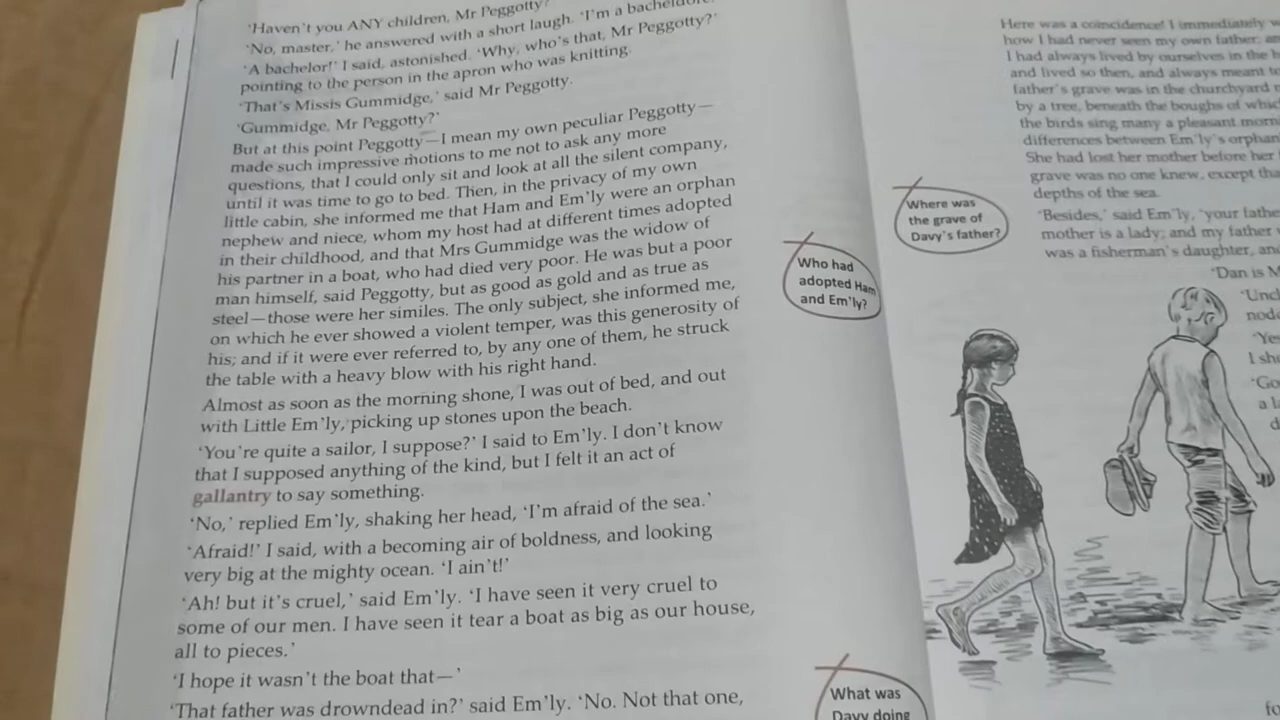 'Haven't you ANY children, Mr Peggotty?
'No, master,' he answered with a short laugh. 'I'm a bacheldore.'
'A bachelor!' I said, astonished. 'Why, who's that, Mr Peggotty?'
pointing to the person in the apron who was knitting.
'That's Missis Gummidge,' said Mr Peggotty.
'Gummidge, Mr Peggotty?'
But at this point Peggotty—I mean my own peculiar Peggotty—
made such impressive motions to me not to ask any more
questions, that I could only sit and look at all the silent company,
until it was time to go to bed. Then, in the privacy of my own
little cabin, she informed me that Ham and Em'ly were an orphan
nephew and niece, whom my host had at different times adopted
in their childhood, and that Mrs Gummidge was the widow of
his partner in a boat, who had died very poor. He was but a poor
man himself, said Peggotty, but as good as gold and as true as
steel—those were her similes. The only subject, she informed me,
on which he ever showed a violent temper, was this generosity of
his; and if it were ever referred to, by any one of them, he struck
the table with a heavy blow with his right hand.
Almost as soon as the morning shone, I was out of bed, and out
with Little Em'ly, picking up stones upon the beach.
'You're quite a sailor, I suppose?' I said to Em'ly. I don't know
that I supposed anything of the kind, but I felt it an act of
gallantry to say something.
'No,' replied Em'ly, shaking her head, 'I'm afraid of the sea.'
'Afraid!' I said, with a becoming air of boldness, and looking
very big at the mighty ocean. 'I ain't!'
'Ah! but it's cruel,' said Em'ly. 'I have seen it very cruel to
some of our men. I have seen it tear a boat as big as our house,
all to pieces.'
'I hope it wasn't the boat that—'
'That father was drowndead in?' said Em'ly. 'No. Not that one,
Who had
adopted Ham
and Em'ly?
What was
Davy doing
Where was
the grave of
Davy's father?
Here was a coincidence! I immediately
how I had never seen my own father;
I had always lived by ourselves in the
and lived so then, and always meant
father's grave was in the churchyard
by a tree, beneath the boughs of
the birds sing many a pleasant
differences between Em'ly's
She had lost her mother before her
grave was no one knew, except
depths of the sea.
'Besides,' said Em'ly, 'your
mother is a lady; and my father
was a fisherman's daughter,
'Dan is
'Yes
I
a